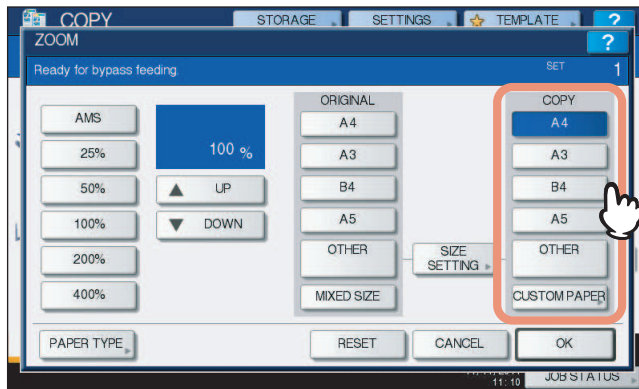 COPY
STORAGE SETTINGS TEMPLATE ?
ZOOM ?
Ready for bypass feeding. SET 1
ORIGINAL COPY
AMS A4 A4
25% 100 % A3 A3
50% UP B4 B4
100% DOWN A5 A5
200% OTHER SIZE SETTING OTHER
400% MIXED SIZE CUSTOM PAPER
PAPER TYPE RESET CANCEL OK
11:10 JOB STATUS